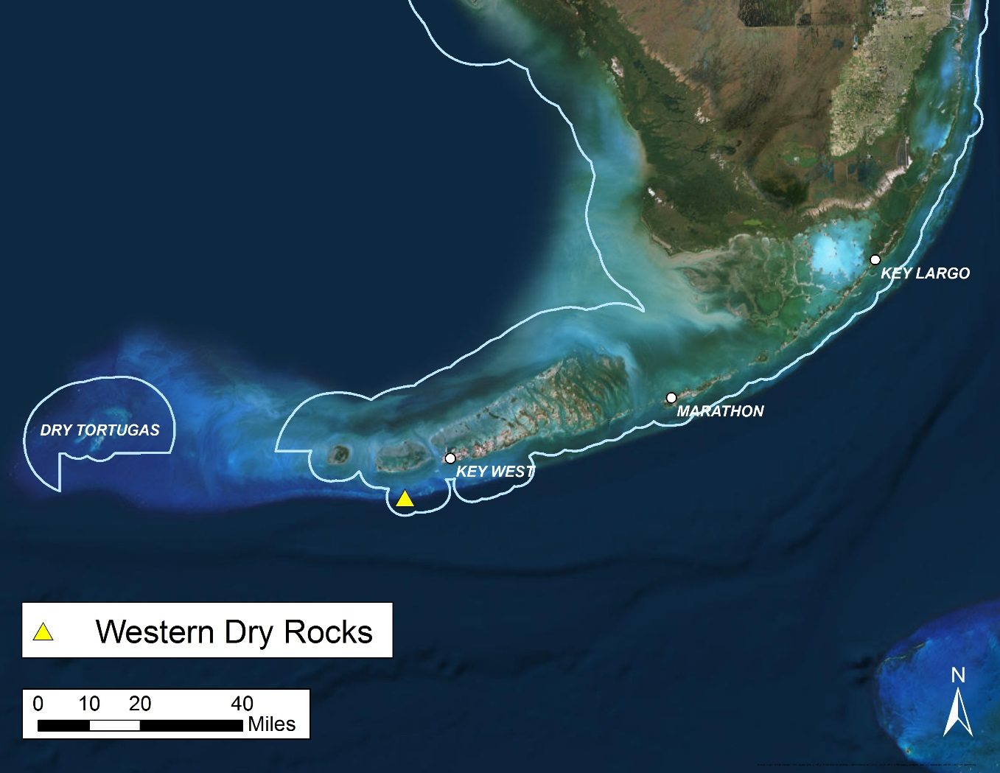 KEY LARGO
MARATHON
DRY TORTUGAS
KEY WEST
Western Dry Rocks
N
0 10 20 40
Miles